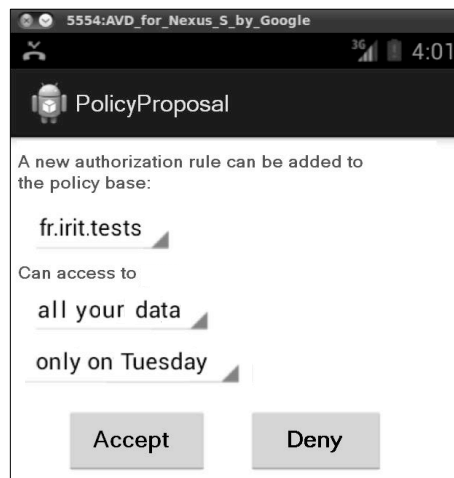 5554:AVD_for_Nexus_S_by_Google
3G 4:01
PolicyProposal
A new authorization rule can be added to
the policy base:
fr.irit.tests
Can access to
all your data
only on Tuesday
Accept Deny